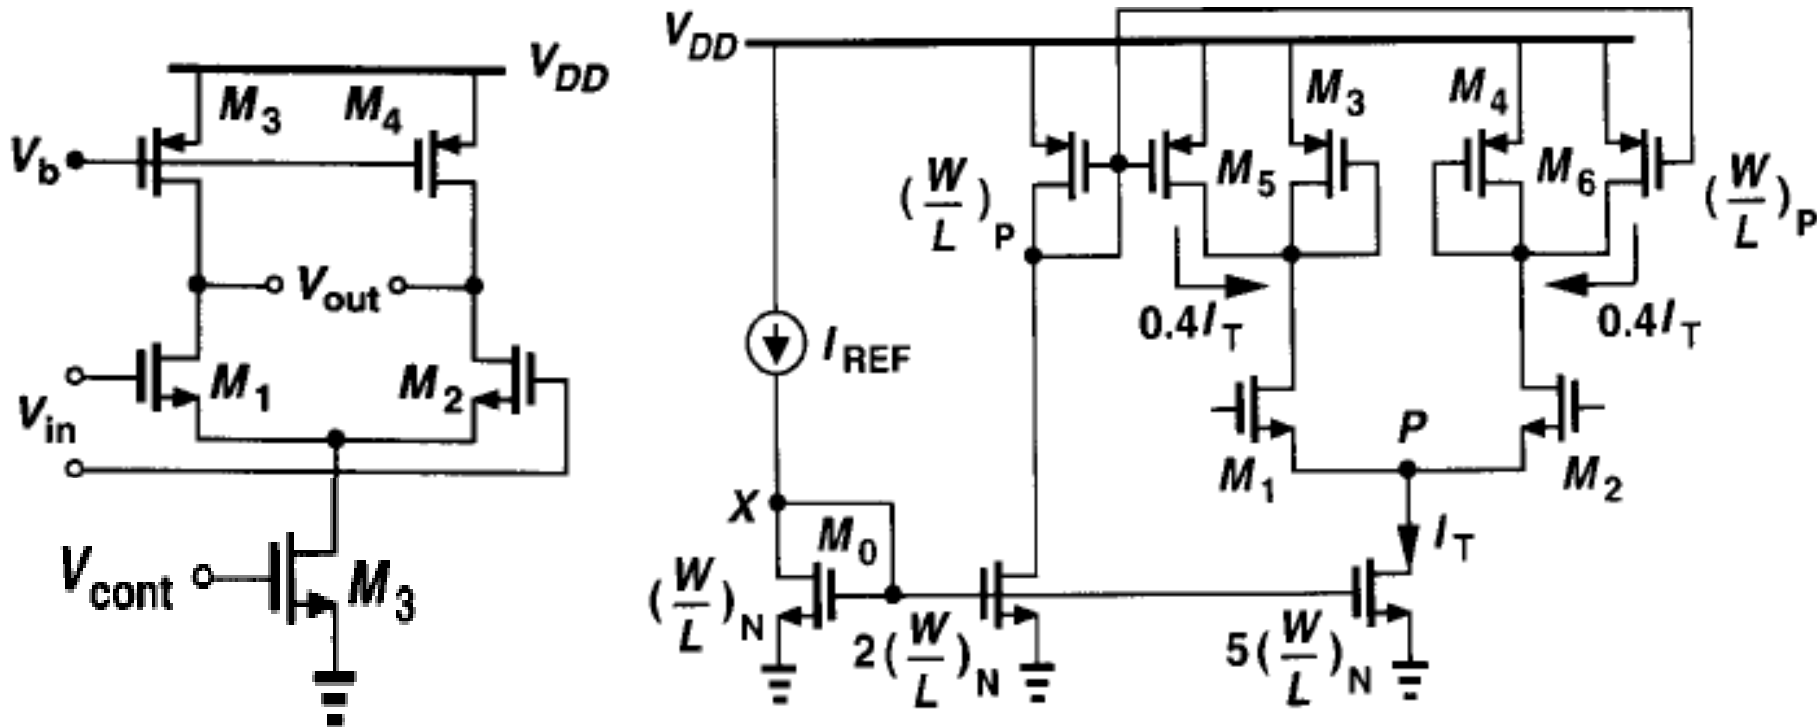 V_DD
M_3
M_4
V_b
V_out
M_1
M_2
V_in
V_cont
M_3
V_DD
M_3
M_4
(W/L)_P
M_5
M_6
(W/L)_P
0.4I_T
0.4I_T
I_REF
P
M_1
M_2
X
M_0
I_T
(W/L)_N
2(W/L)_N
5(W/L)_N